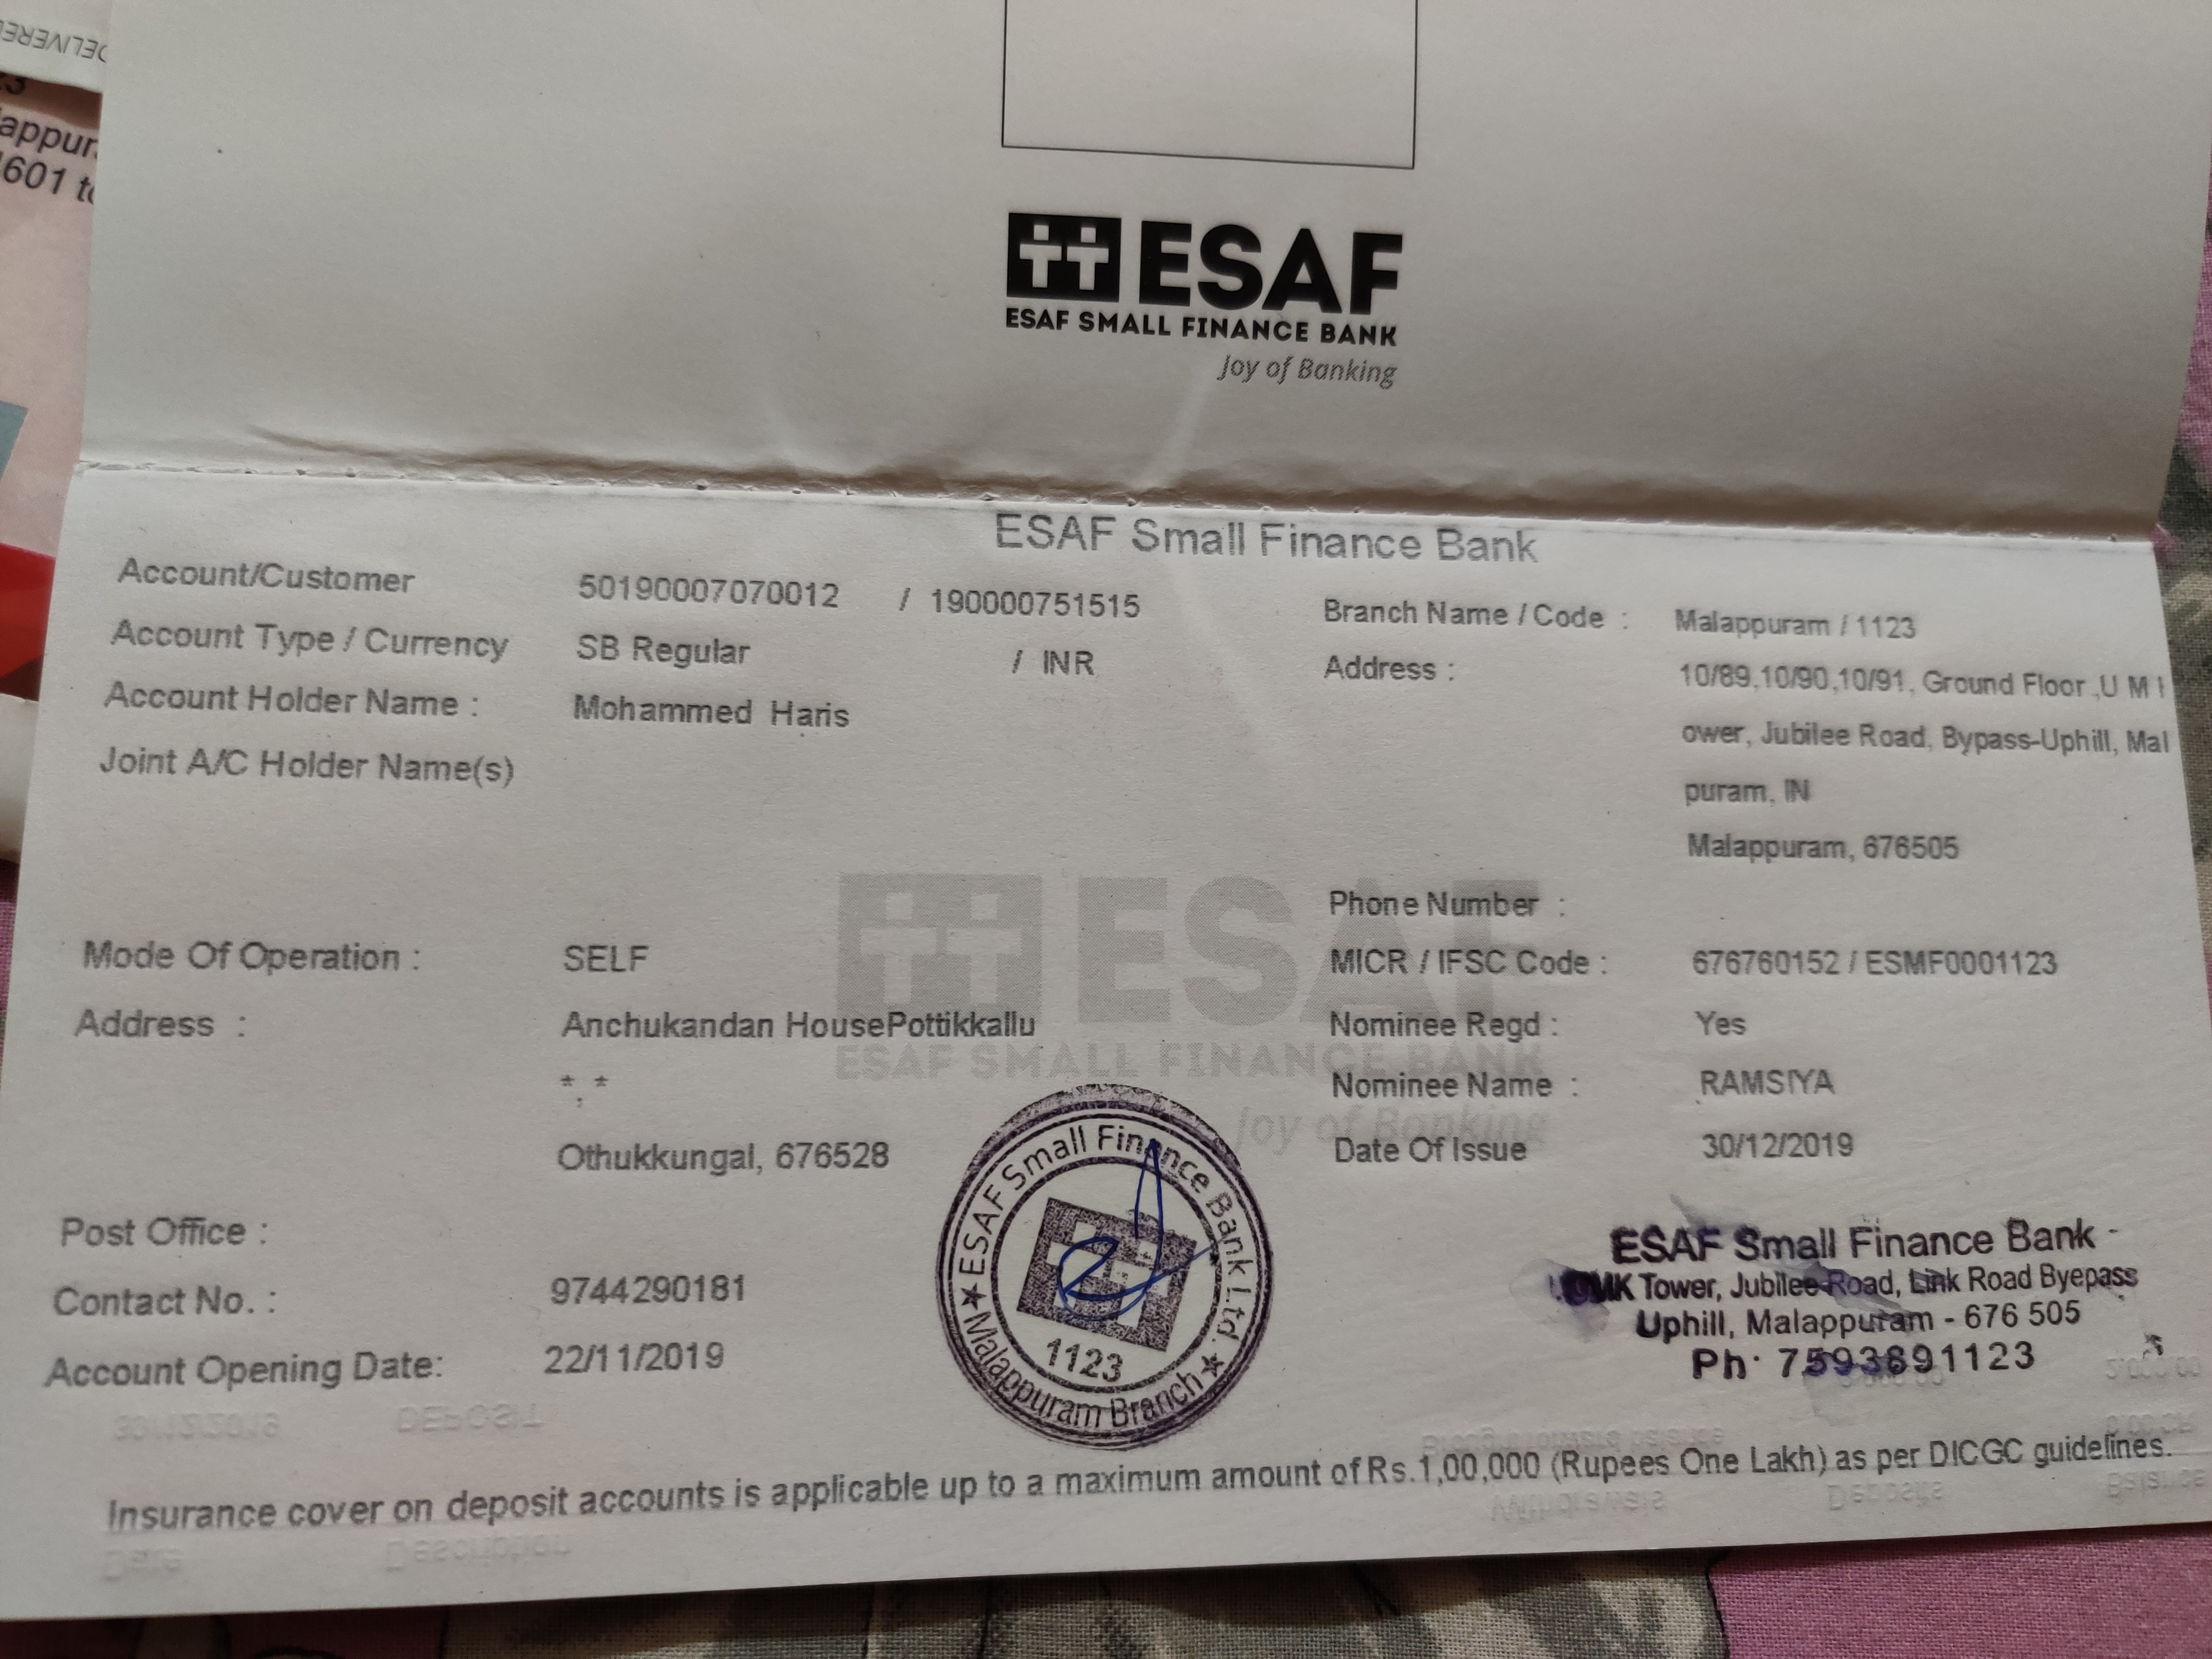 DELIVERED
appur
601 to
ESAF
ESAF SMALL FINANCE BANK
Joy of Banking
ESAF Small Finance Bank
Account/Customer 50190007070012 / 190000751515 Branch Name / Code : Malappuram / 1123
Account Type / Currency SB Regular / INR Address : 10/89,10/90,10/91, Ground Floor ,U M
Account Holder Name : Mohammed Haris ower, Jubilee Road, Bypass-Uphill, Mal
Joint A/C Holder Name(s) puram, IN
Malappuram, 676505
Phone Number :
Mode Of Operation : SELF MICR / IFSC Code : 676760152 / ESMF0001123
Address : Anchukandan HousePottikkallu Nominee Regd : Yes
* * Nominee Name : RAMSIYA
;
Othukkungal, 676528 Date Of Issue 30/12/2019
ESAF
ESAF SMALL FINANCE BANK
Joy of Banking
Post Office :
Contact No. : 9744290181
Account Opening Date: 22/11/2019
ESAF Small Finance Bank Ltd.
1123
Malappuram Branch
ESAF Small Finance Bank -
Tower, Jubilee Road, Link Road Byepass
Uphill, Malappuram - 676 505
Ph: 7593891123
Insurance cover on deposit accounts is applicable up to a maximum amount of Rs.1,00,000 (Rupees One Lakh) as per DICGC guidelines.